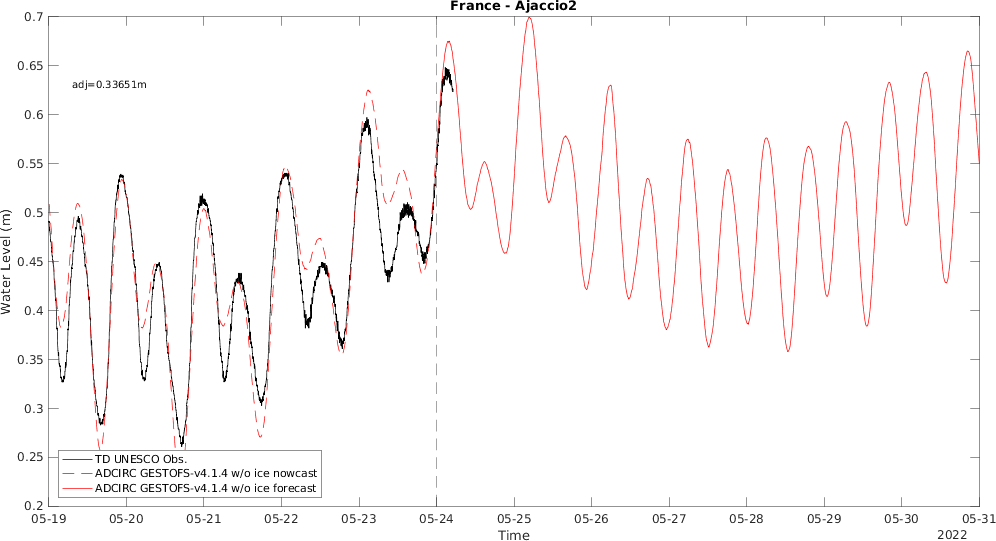 France - Ajaccio2
0.7
0.65
0.6
0.55
0.5
0.45
0.4
0.35
0.3
0.25
0.2
Water Level (m)
adj=0.33651m
TD UNESCO Obs.
ADCIRC GESTOFS-v4.1.4 w/o ice nowcast
ADCIRC GESTOFS-v4.1.4 w/o ice forecast
05-19 05-20 05-21 05-22 05-23 05-24 05-25 05-26 05-27 05-28 05-29 05-30 05-31
Time
2022